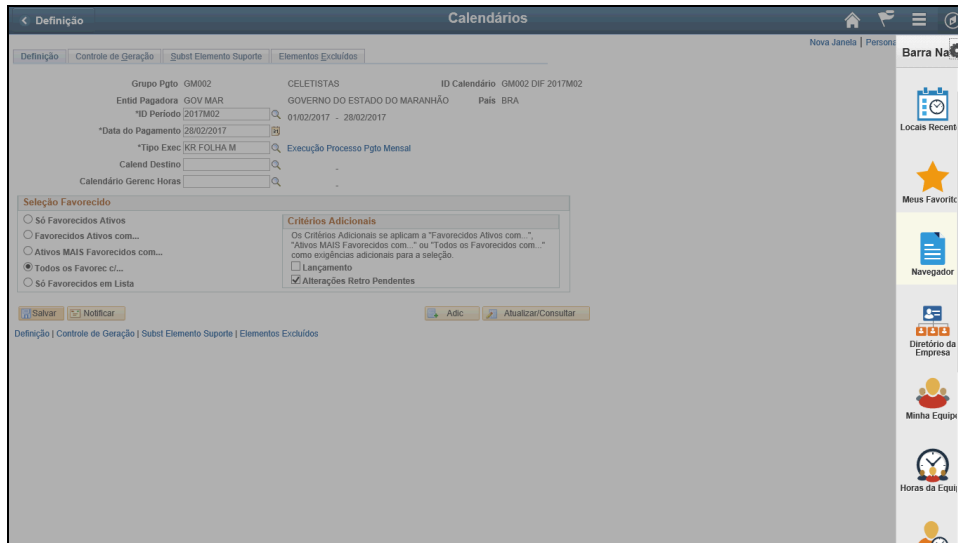 Definição
Calendários
Nova Janela | Persona
Barra Na
Definição Controle de Geração Subst Elemento Suporte Elementos Excluídos
Grupo Pgto GM002 CELETISTAS ID Calendário GM002 DIF 2017M02
Entid Pagadora GOV MAR GOVERNO DO ESTADO DO MARANHÃO País BRA
*ID Período 2017M02 01/02/2017 - 28/02/2017
*Data do Pagamento 28/02/2017
*Tipo Exec KR FOLHA M Execução Processo Pgto Mensal
Calend Destino -
Calendário Gerenc Horas -
Seleção Favorecido
Só Favorecidos Ativos
Favorecidos Ativos com...
Ativos MAIS Favorecidos com...
Todos os Favorec c/...
Só Favorecidos em Lista
Critérios Adicionais
Os Critérios Adicionais se aplicam a "Favorecidos Ativos com...",
"Ativos MAIS Favorecidos com..." ou "Todos os Favorecidos com..."
como exigências adicionais para a seleção.
Lançamento
Alterações Retro Pendentes
Salvar Notificar Adic Atualizar/Consultar
Definição | Controle de Geração | Subst Elemento Suporte | Elementos Excluídos
Locais Recent
Meus Favorito
Navegador
Diretório da
Empresa
Minha Equipe
Horas da Equi